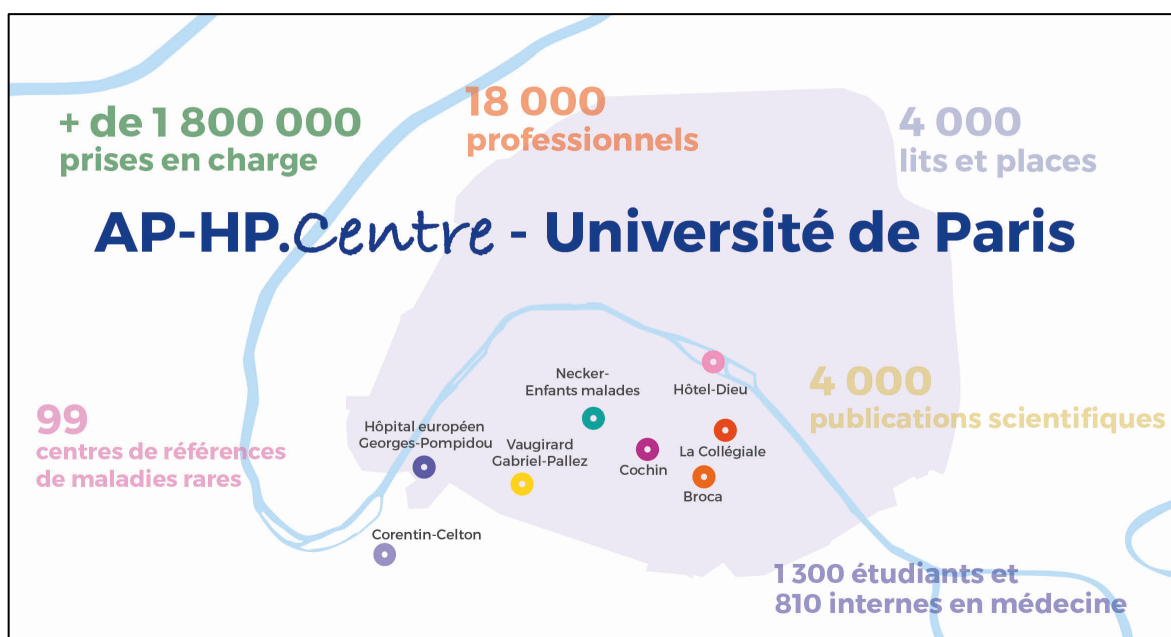 + de 1 800 000
prises en charge
18 000
professionnels
4 000
lits et places
AP-HP.Centre - Université de Paris
99
centres de références
de maladies rares
Hôpital européen
Georges-Pompidou
Necker-
Enfants malades
Vaugirard
Gabriel-Pallez
Hôtel-Dieu
La Collégiale
Cochin
Broca
Corentin-Celton
4 000
publications scientifiques
1 300 étudiants et
810 internes en médecine